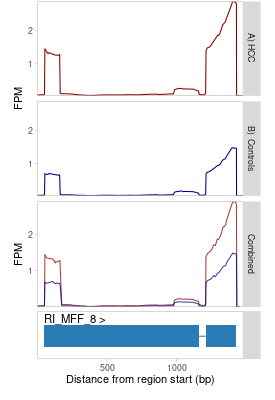 2
1
A) HCC
FPM
2
1
B) Controls
2
1
FPM
Combined
RI_MFF_8 >
500
1000
Distance from region start (bp)